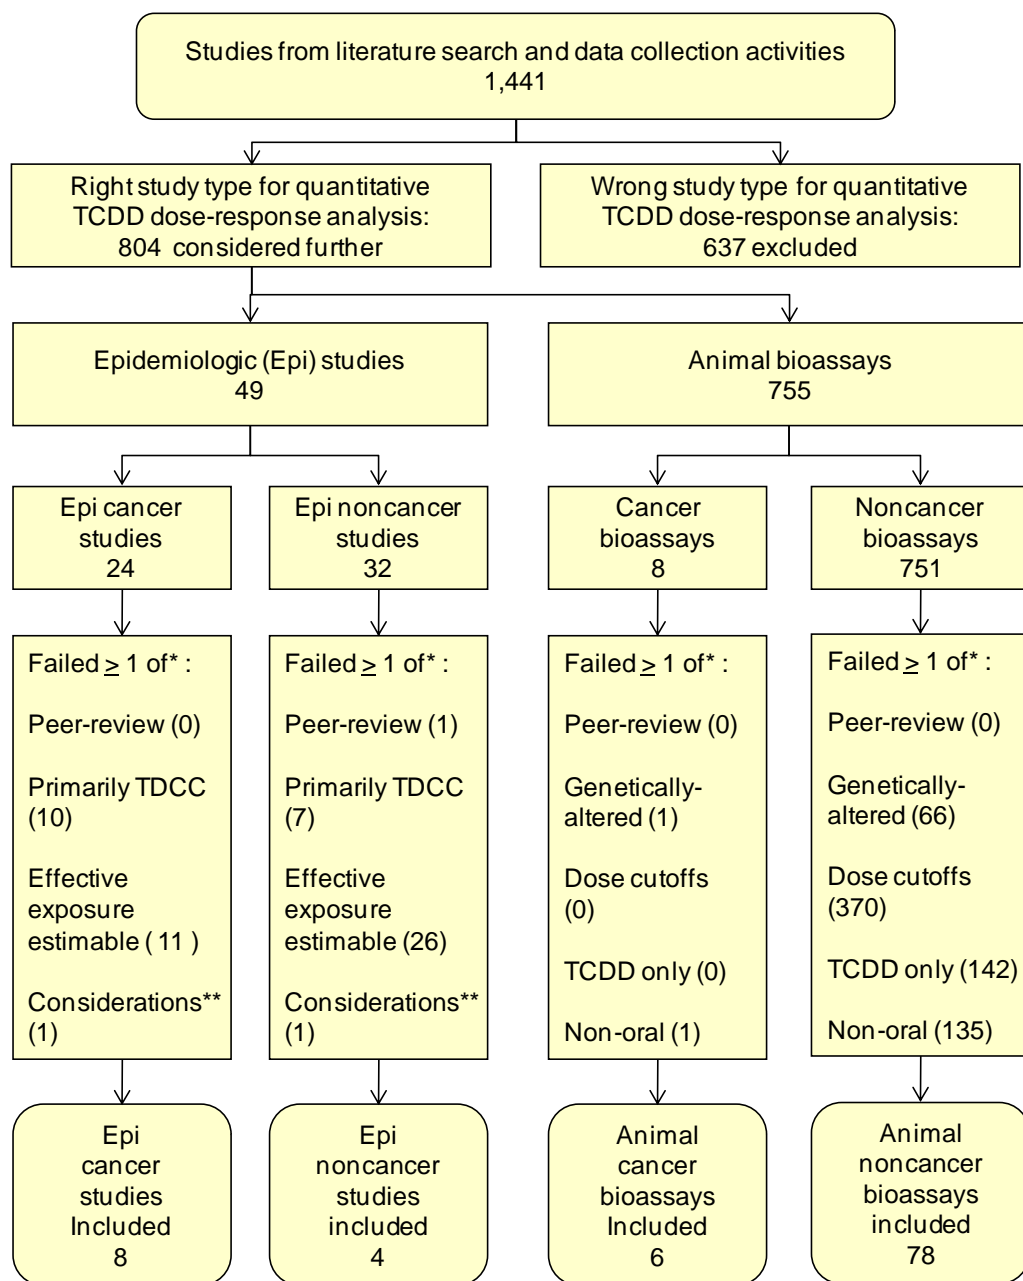 Studies from literature search and data collection activities
1,441
Right study type for quantitative
TCDD dose-response analysis:
804 considered further
Wrong study type for quantitative
TCDD dose-response analysis:
637 excluded
Epidemiologic (Epi) studies
49
Animal bioassays
755
Epi cancer
studies
24
Epi noncancer
studies
32
Cancer
bioassays
8
Noncancer
bioassays
751
Failed ≥ 1 of* :
Peer-review (0)
Primarily TDCC
(10)
Effective
exposure
estimable ( 11 )
Considerations**
(1)
Failed ≥ 1 of* :
Peer-review (1)
Primarily TDCC
(7)
Effective
exposure
estimable (26)
Considerations**
(1)
Failed ≥ 1 of* :
Peer-review (0)
Genetically-
altered (1)
Dose cutoffs
(0)
TCDD only (0)
Non-oral (1)
Failed ≥ 1 of* :
Peer-review (0)
Genetically-
altered (66)
Dose cutoffs
(370)
TCDD only (142)
Non-oral (135)
Epi
cancer
studies
Included
8
Epi
noncancer
studies
included
4
Animal
cancer
bioassays
Included
6
Animal
noncancer
bioassays
included
78